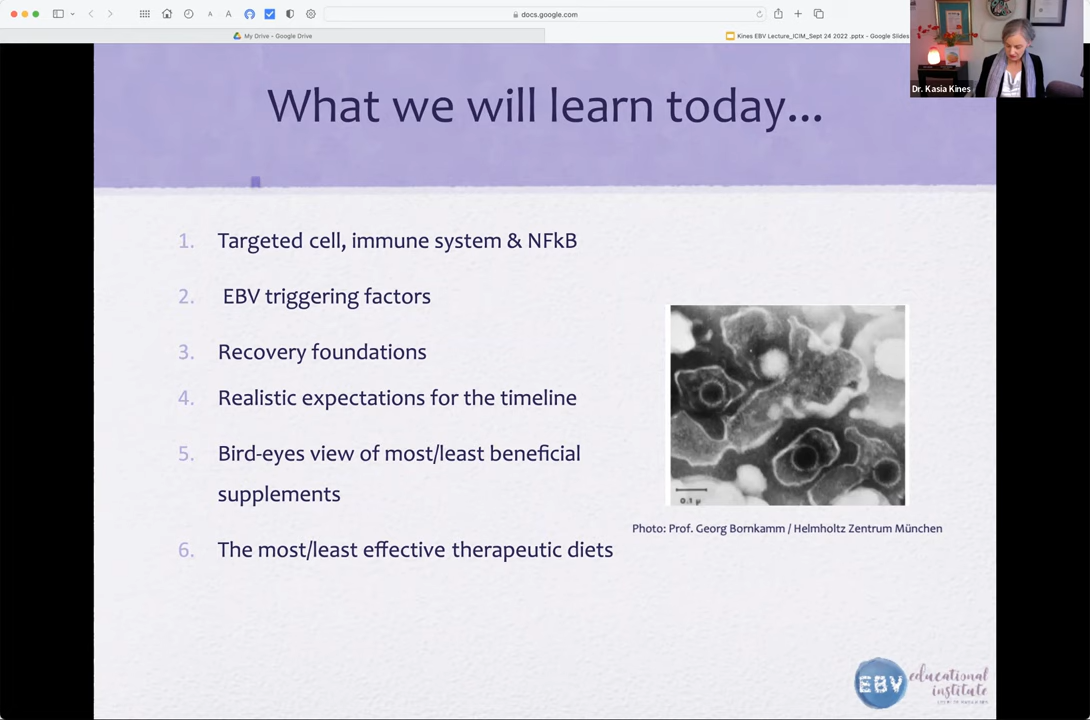 docs.google.com
My Drive - Google Drive
Kines EBV Lecture_ICIM_Sept 24 2022 .pptx - Google Slides
Dr. Kasia Kines
What we will learn today...
1. Targeted cell, immune system & NFkB
2. EBV triggering factors
3. Recovery foundations
4. Realistic expectations for the timeline
5. Bird-eyes view of most/least beneficial
supplements
6. The most/least effective therapeutic diets
0.1 μ
Photo: Prof. Georg Bornkamm / Helmholtz Zentrum München
EBV educational
institute